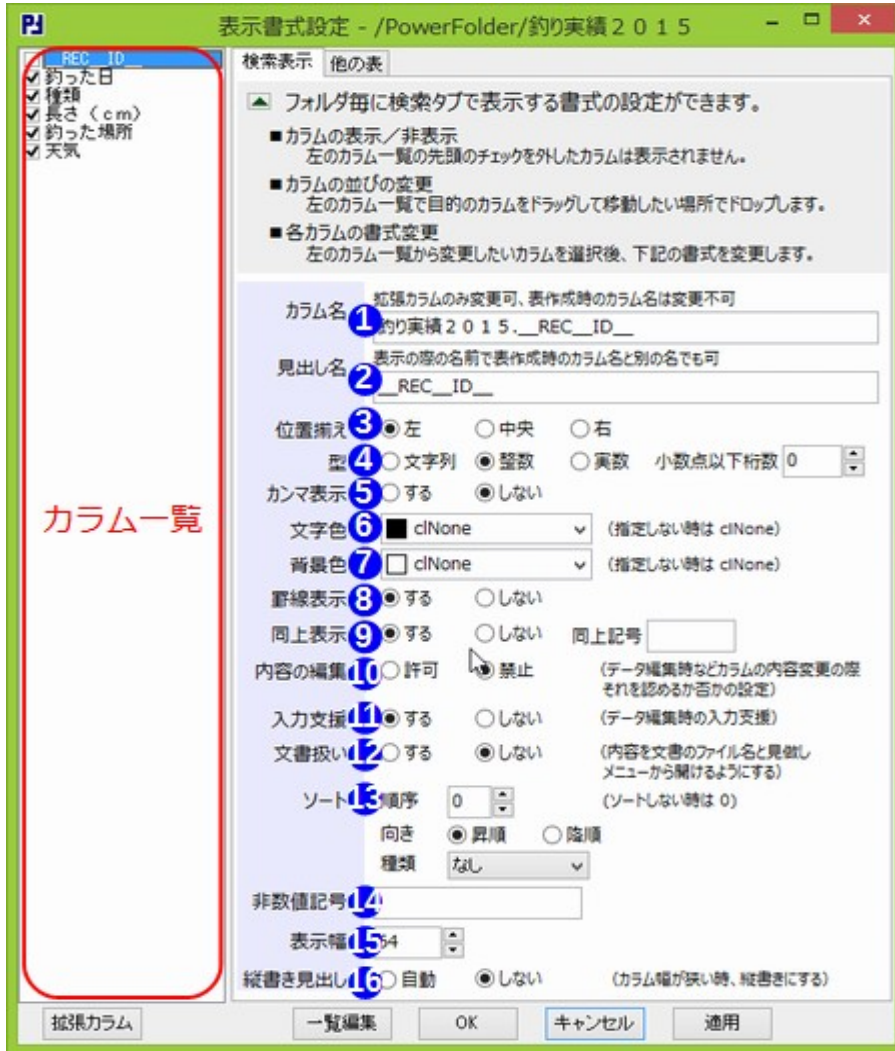 表示書式設定 - /PowerFolder/釣り実績２０１５
__REC__ID__
釣った日
種類
長さ（ｃｍ）
釣った場所
天気
カラム一覧
検索表示 他の表
フォルダ毎に検索タブで表示する書式の設定ができます。
■カラムの表示／非表示
左のカラム一覧の先頭のチェックを外したカラムは表示されません。
■カラムの並びの変更
左のカラム一覧で目的のカラムをドラッグして移動したい場所でドロップします。
■各カラムの書式変更
左のカラム一覧から変更したいカラムを選択後、下記の書式を変更します。
拡張カラムのみ変更可、表作成時のカラム名は変更不可
カラム名 1 釣り実績２０１５.__REC__ID__
表示の際の名前で表作成時のカラム名と別の名でも可
見出し名 2 __REC__ID__
位置揃え 3 左 中央 右
型 4 文字列 整数 実数 小数点以下桁数 0
カンマ表示 5 する しない
文字色 6 clNone (指定しない時は clNone)
背景色 7 clNone (指定しない時は clNone)
罫線表示 8 する しない
同上表示 9 する しない 同上記号
内容の編集 10 許可 禁止 (データ編集時などカラムの内容変更の際
それを認めるか否かの設定)
入力支援 11 する しない (データ編集時の入力支援)
文書扱い 12 する しない (内容を文書のファイル名と見做し
メニューから開けるようにする)
ソート 13 順序 0 (ソートしない時は 0)
向き 昇順 降順
種類 なし
非数値記号 14
表示幅 15 64
縦書き見出し 16 自動 しない (カラム幅が狭い時、縦書きにする)
拡張カラム 一覧編集 OK キャンセル 適用